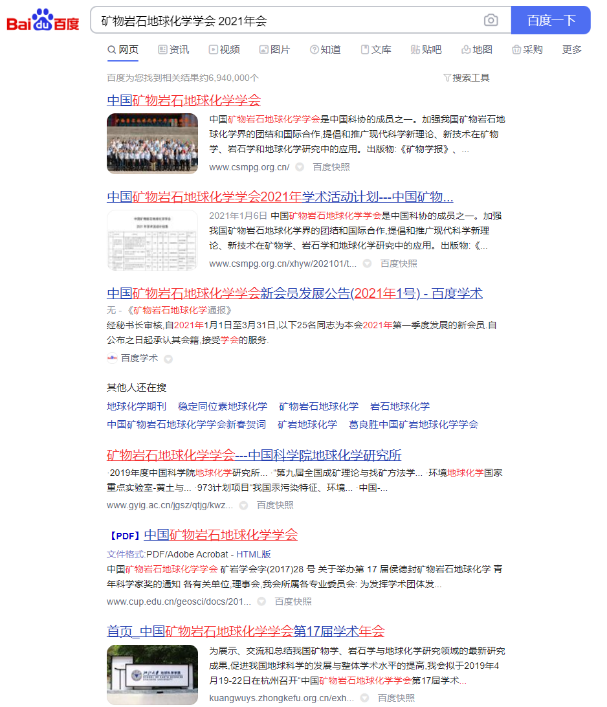 Bai du 百度
矿物岩石地球化学学会 2021年会
百度一下
网页 资讯 视频 图片 知道 文库 贴吧 地图 采购 更多
百度为您找到相关结果约6,940,000个
搜索工具
中国矿物岩石地球化学学会
中国矿物岩石地球化学学会是中国科协的成员之一。加强我国矿物岩石地
球化学界的团结和国际合作,提倡和推广现代科学新理论、新技术在矿物
学、岩石学和地球化学研究中的应用。出版物:《矿物学报》、...
www.csmpg.org.cn/ 百度快照
中国矿物岩石地球化学学会2021年学术活动计划---中国矿物...
2021年1月6日 中国矿物岩石地球化学学会是中国科协的成员之一。加强
我国矿物岩石地球化学界的团结和国际合作,提倡和推广现代科学新理
论、新技术在矿物学、岩石学和地球化学研究中的应用。出版物:《...
www.csmpg.org.cn/xhyw/202101/t... 百度快照
中国矿物岩石地球化学学会新会员发展公告(2021年1号) - 百度学术
无 - 《矿物岩石地球化学通报》
经秘书长审核,自2021年1月1日至3月31日,以下25名同志为本会2021年第一季度发展的新会员.自
公布之日起承认其会籍,接受学会的服务.
百度学术
其他人还在搜
地球化学期刊 稳定同位素地球化学 矿物岩石地球化学 岩石地球化学
中国矿物岩石地球化学学会新春贺词 矿岩地球化学 葛良胜中国矿岩地球化学学会
矿物岩石地球化学学会---中国科学院地球化学研究所
·2019年度中国科学院地球化学研究所... ·“第九届全国成矿理论与找矿方法学... 环境地球化学国家
重点实验室-黄土与... ·973计划项目“我国汞污染特征、环境... ·中国-...
www.gyig.ac.cn/jgsz/qtjg/kwz... 百度快照
【PDF】中国矿物岩石地球化学学会
文件格式:PDF/Adobe Acrobat - HTML版
中国矿物岩石地球化学学会 矿岩学会字(2017)28 号 关于举办第 17 届侯德封矿物岩石地球化学 青
年科学家奖的通知 各有关单位,理事会,我会所属各专业委员会: 为发挥学术团体发...
www.cup.edu.cn/geosci/docs/201... 百度快照
首页_中国矿物岩石地球化学学会第17届学术年会
为展示、交流和总结我国矿物学、岩石学与地球化学研究领域的最新研究
成果,促进我国地球科学的发展与整体学术水平的提高,我会拟于2019年4
月19-22日在杭州召开“中国矿物岩石地球化学学会第17届学术...
kuangwuys.zhongkefu.org.cn/exh... 百度快照